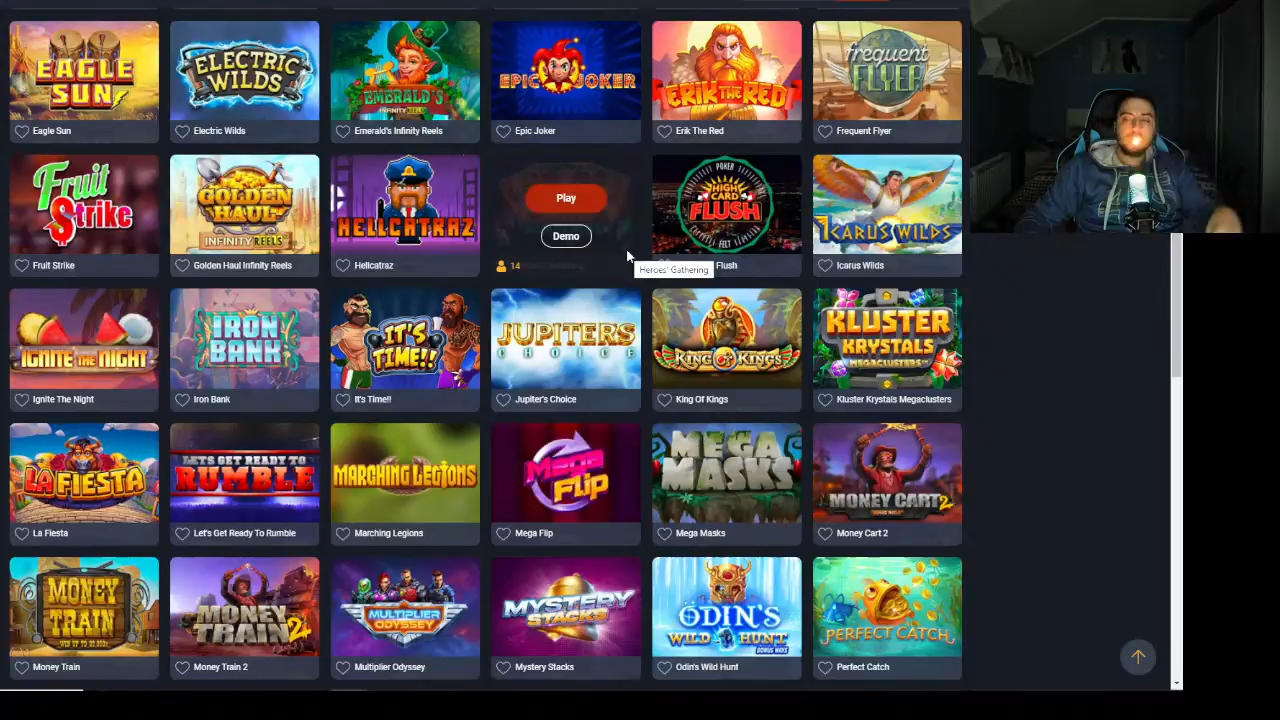 EAGLE SUN
ELECTRIC WILDS
EMERALD'S INFINITY REELS
EPIC JOKER
ERIK THE RED
frequent FLYER
Eagle Sun
Electric Wilds
Emerald's Infinity Reels
Epic Joker
Erik The Red
Frequent Flyer
Fruit Strike
GOLDEN HAUL INFINITY REELS
HELLCATRAZ
Play
Demo
POKER
HIGH CARD FLUSH
FELT
ICARUS WILDS
Fruit Strike
Golden Haul Infinity Reels
Hellcatraz
14
Heroes' Gathering
Flush
Icarus Wilds
IGNITE THE NIGHT
IRON BANK
IT'S TIME!!
JUPITERS CHOICE
KING OF KINGS
KLUSTER KRYSTALS MEGACLUSTERS
Ignite The Night
Iron Bank
It's Time!!
Jupiter's Choice
King Of Kings
Kluster Krystals Megaclusters
LA FIESTA
LETS GET READY TO RUMBLE
MARCHING LEGIONS
Mega Flip
MEGA MASKS
MONEY CART 2
La Fiesta
Let's Get Ready To Rumble
Marching Legions
Mega Flip
Mega Masks
Money Cart 2
MONEY TRAIN
MONEY TRAIN 2
MULTIPLIER ODYSSEY
MYSTERY STACKS
ODIN'S WILD HUNT
BONUS WAYS
PERFECT CATCH
Money Train
Money Train 2
Multiplier Odyssey
Mystery Stacks
Odin's Wild Hunt
Perfect Catch